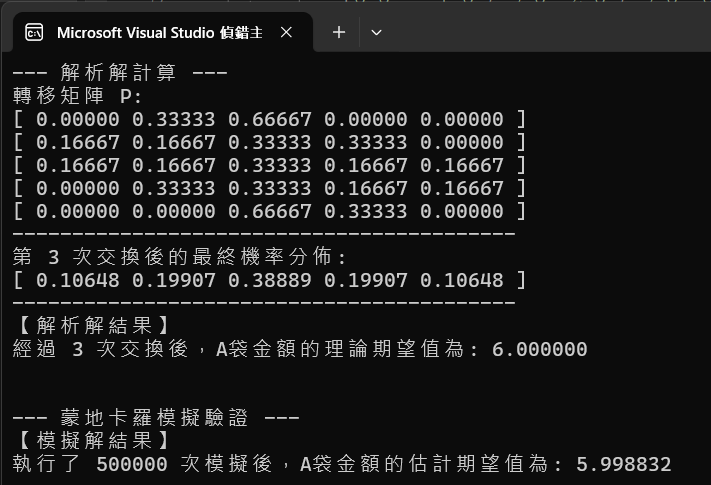 Microsoft Visual Studio 偵錯主
--- 解析解計算 ---
轉移矩陣 P:
[ 0.00000 0.33333 0.66667 0.00000 0.00000 ]
[ 0.16667 0.16667 0.33333 0.33333 0.00000 ]
[ 0.16667 0.16667 0.33333 0.16667 0.16667 ]
[ 0.00000 0.33333 0.33333 0.16667 0.16667 ]
[ 0.00000 0.00000 0.66667 0.33333 0.00000 ]
------------------------------------------
第 3 次交換後的最終機率分佈:
[ 0.10648 0.19907 0.38889 0.19907 0.10648 ]
------------------------------------------
【解析解結果】
經過 3 次交換後，A袋金額的理論期望值為: 6.000000
--- 蒙地卡羅模擬驗證 ---
【模擬解結果】
執行了 500000 次模擬後，A袋金額的估計期望值為: 5.998832